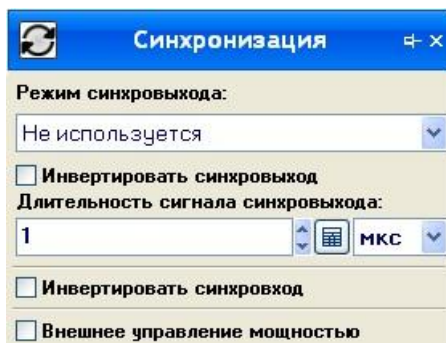 Синхронизация
Режим синхровыхода:
Не используется
Инвертировать синхровыход
Длительность сигнала синхровыхода:
1 мкс
Инвертировать синхровход
Внешнее управление мощностью